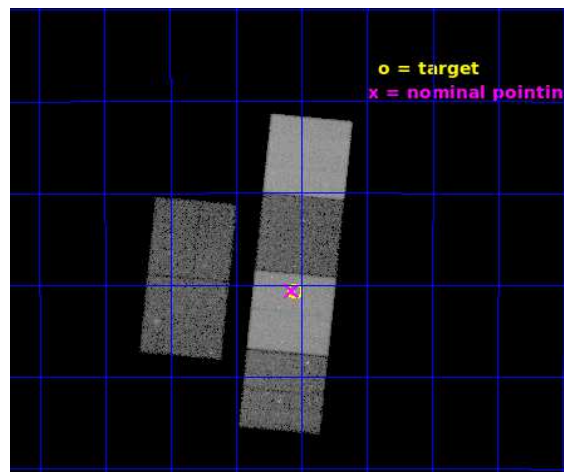 o = target
x = nominal pointin